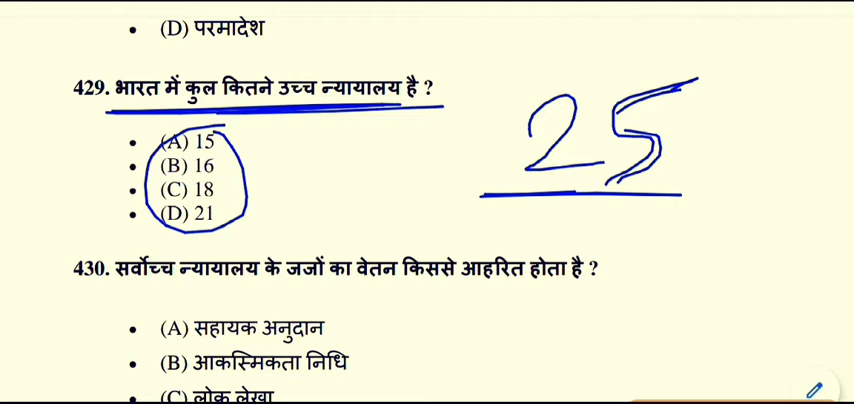 • (D) परमादेश
429. भारत में कुल कितने उच्च न्यायालय है ?
25
• (A) 15
• (B) 16
• (C) 18
• (D) 21
430. सर्वोच्च न्यायालय के जजों का वेतन किससे आहरित होता है ?
• (A) सहायक अनुदान
• (B) आकस्मिकता निधि
• (C) लोक लेखा